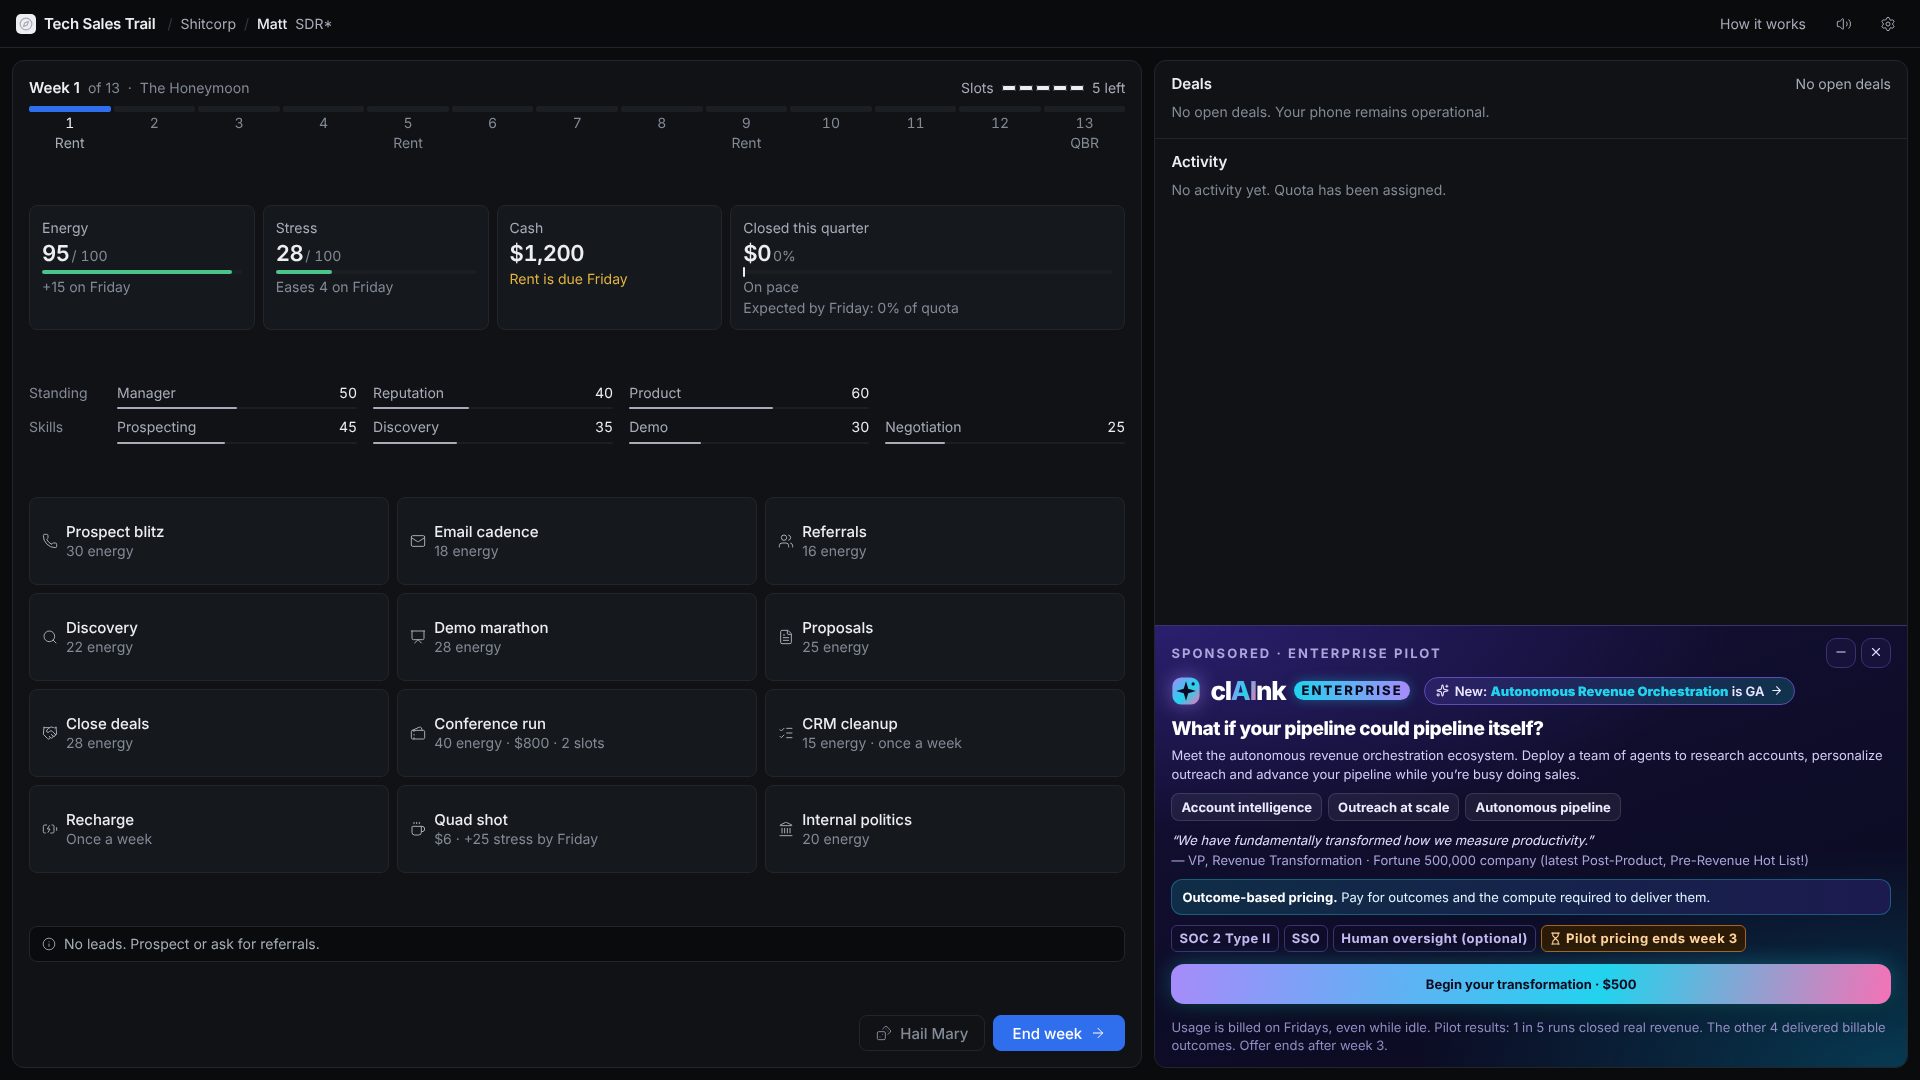 Tech Sales Trail / Shitcorp / Matt SDR*
How it works
Week 1 of 13 · The Honeymoon
Slots 5 left
1 2 3 4 5 6 7 8 9 10 11 12 13
Rent Rent Rent QBR
Energy
95 / 100
+15 on Friday
Stress
28 / 100
Eases 4 on Friday
Cash
$1,200
Rent is due Friday
Closed this quarter
$0 0%
On pace
Expected by Friday: 0% of quota
Standing Manager 50 Reputation 40 Product 60
Skills Prospecting 45 Discovery 35 Demo 30 Negotiation 25
Prospect blitz
30 energy
Email cadence
18 energy
Referrals
16 energy
Discovery
22 energy
Demo marathon
28 energy
Proposals
25 energy
Close deals
28 energy
Conference run
40 energy · $800 · 2 slots
CRM cleanup
15 energy · once a week
Recharge
Once a week
Quad shot
$6 · +25 stress by Friday
Internal politics
20 energy
No leads. Prospect or ask for referrals.
Hail Mary
End week →
Deals
No open deals
No open deals. Your phone remains operational.
Activity
No activity yet. Quota has been assigned.
SPONSORED · ENTERPRISE PILOT
clAInk ENTERPRISE New: Autonomous Revenue Orchestration is GA →
What if your pipeline could pipeline itself?
Meet the autonomous revenue orchestration ecosystem. Deploy a team of agents to research accounts, personalize
outreach and advance your pipeline while you’re busy doing sales.
Account intelligence Outreach at scale Autonomous pipeline
“We have fundamentally transformed how we measure productivity.”
— VP, Revenue Transformation · Fortune 500,000 company (latest Post-Product, Pre-Revenue Hot List!)
Outcome-based pricing. Pay for outcomes and the compute required to deliver them.
SOC 2 Type II SSO Human oversight (optional) Pilot pricing ends week 3
Begin your transformation · $500
Usage is billed on Fridays, even while idle. Pilot results: 1 in 5 runs closed real revenue. The other 4 delivered billable
outcomes. Offer ends after week 3.